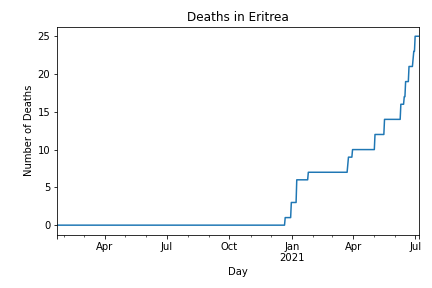 Deaths in Eritrea
25
20
15
10
5
0
Number of Deaths
Apr
Jul
Oct
Jan
2021
Apr
Jul
Day